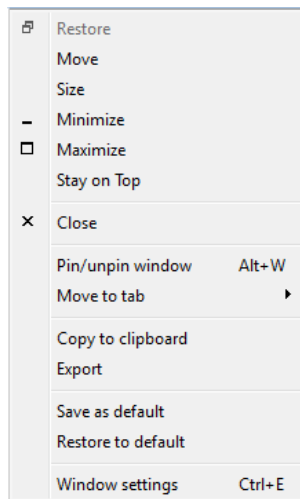 Restore
Move
Size
Minimize
Maximize
Stay on Top
Close
Pin/unpin window Alt+W
Move to tab
Copy to clipboard
Export
Save as default
Restore to default
Window settings Ctrl+E